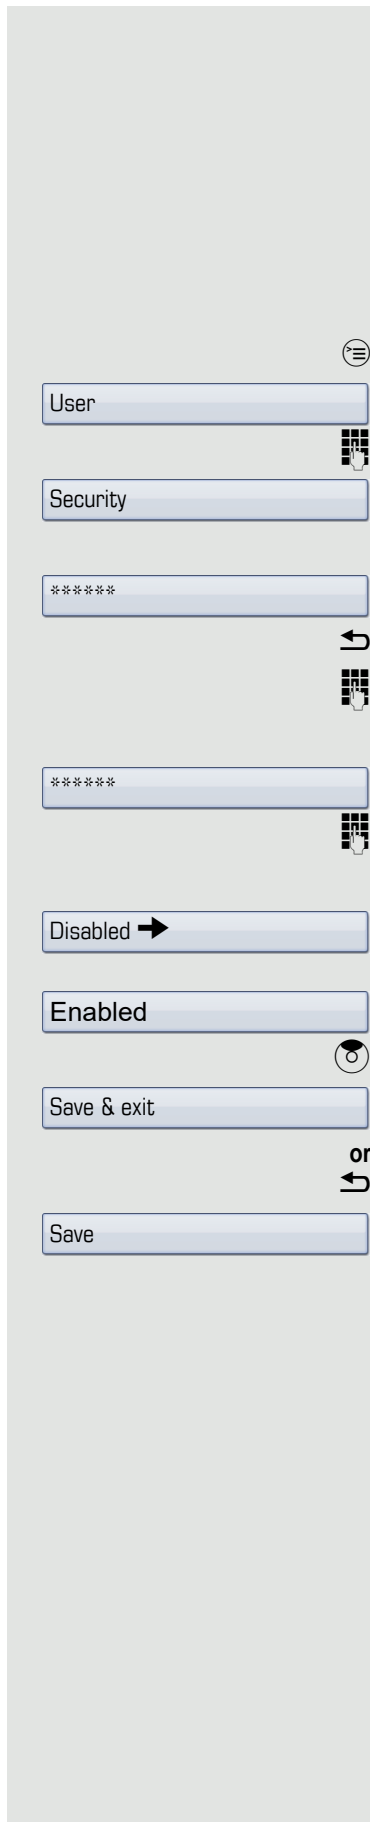 User
Security
******
******
Disabled ➔
Enabled
Save & exit
or
Save